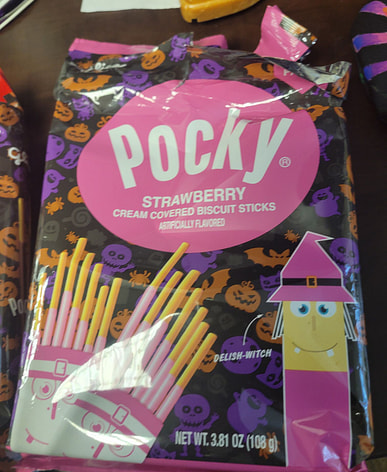 Pocky®
STRAWBERRY
CREAM COVERED BISCUIT STICKS
ARTIFICIALLY FLAVORED
DELISH-WITCH
NET WT. 3.81 OZ (108 g)